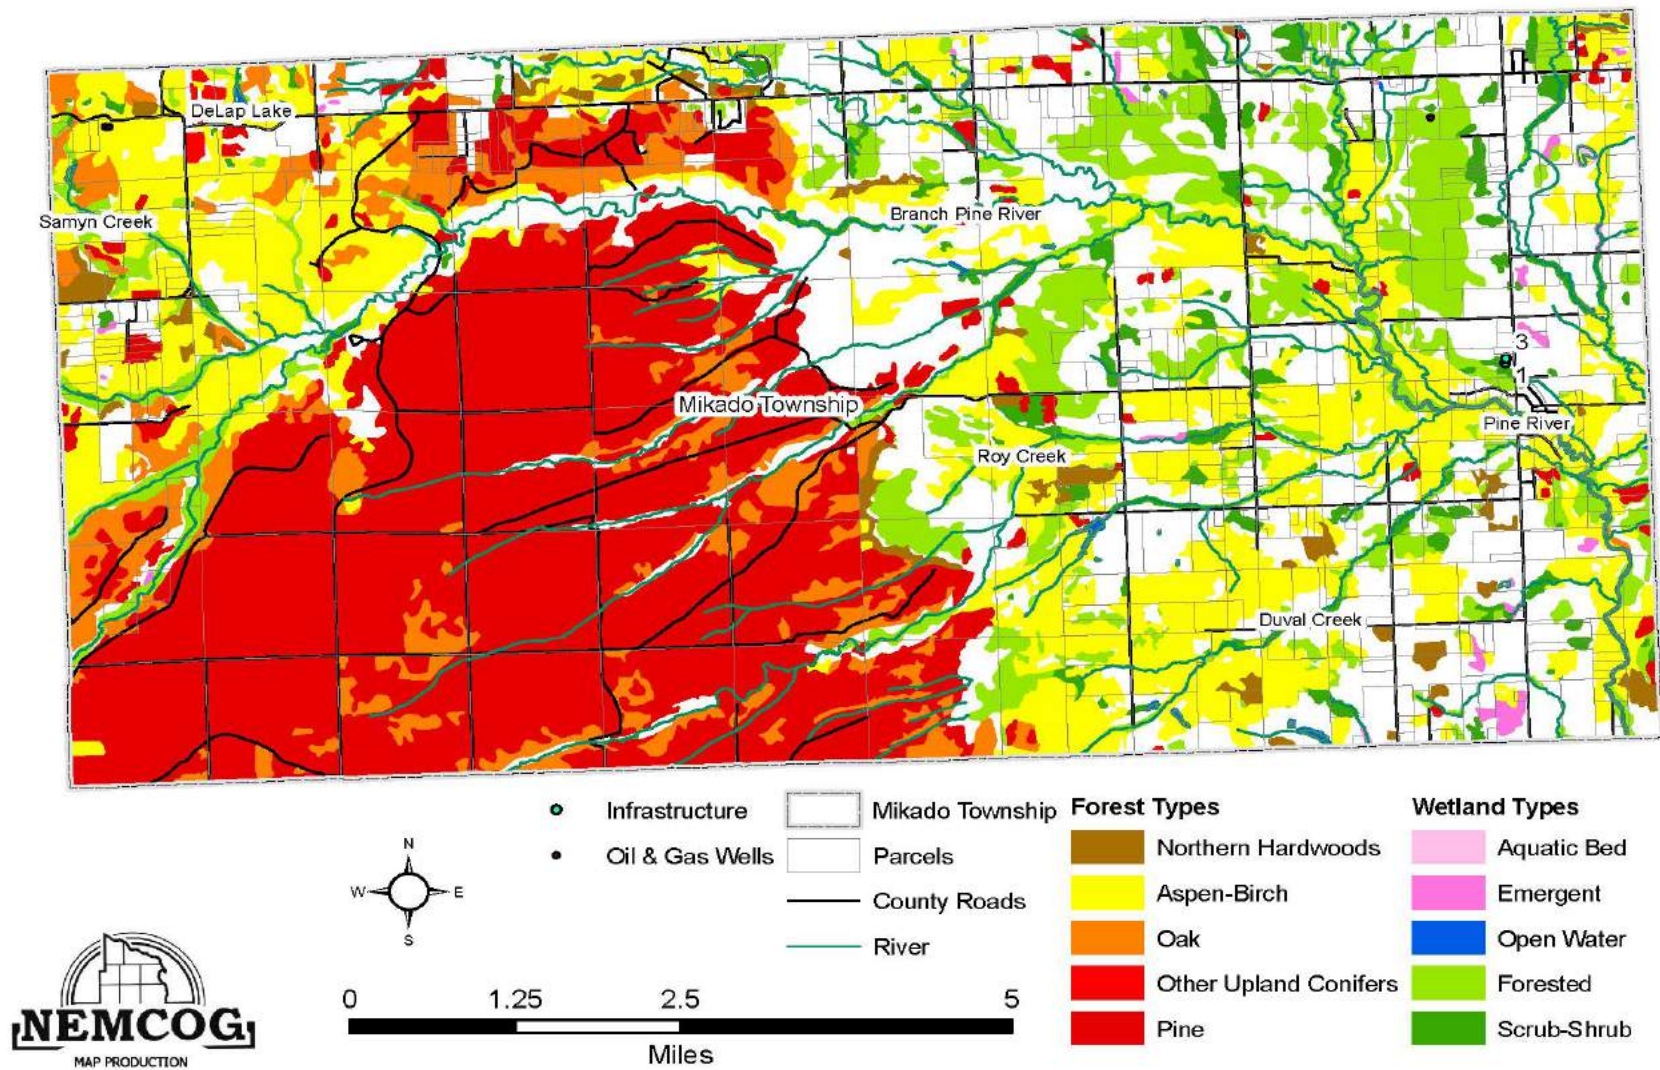 DeLap Lake
Samyn Creek
Branch Pine River
3
1
Mikado Township
Pine River
Roy Creek
Duval Creek
Infrastructure
Oil & Gas Wells
Mikado Township
Parcels
County Roads
River
Forest Types
Northern Hardwoods
Aspen-Birch
Oak
Other Upland Conifers
Pine
Wetland Types
Aquatic Bed
Emergent
Open Water
Forested
Scrub-Shrub
N
W E
S
0 1.25 2.5 5
Miles
NEMCOG
MAP PRODUCTION